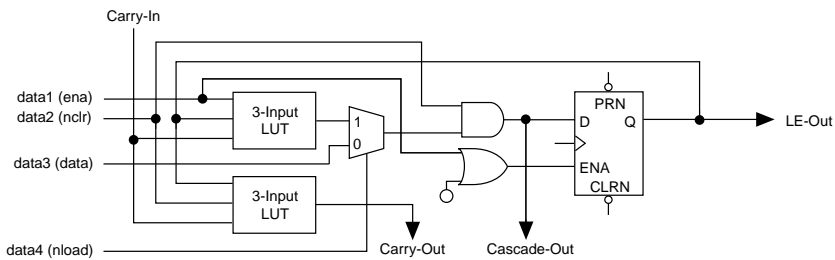 Carry-In
data1 (ena)
data2 (nclr)
3-Input
LUT
1
0
data3 (data)
3-Input
LUT
data4 (nload)
Carry-Out
Cascade-Out
PRN
D
Q
ENA
CLRN
LE-Out